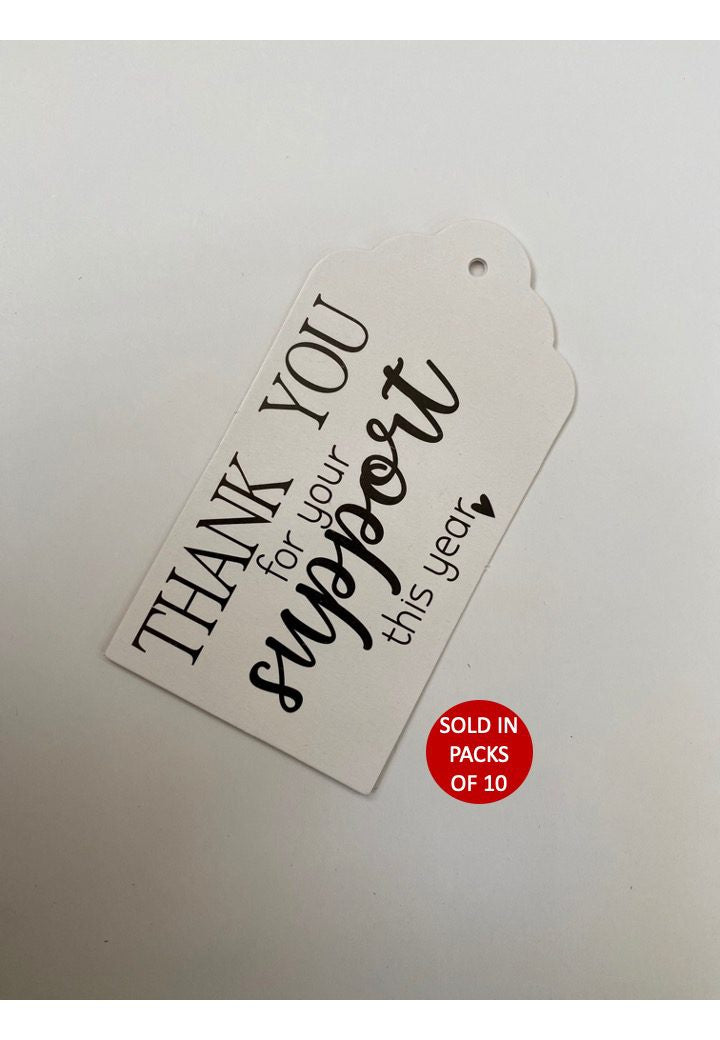 THANK YOU
for your
support
this year
SOLD IN
PACKS
OF 10